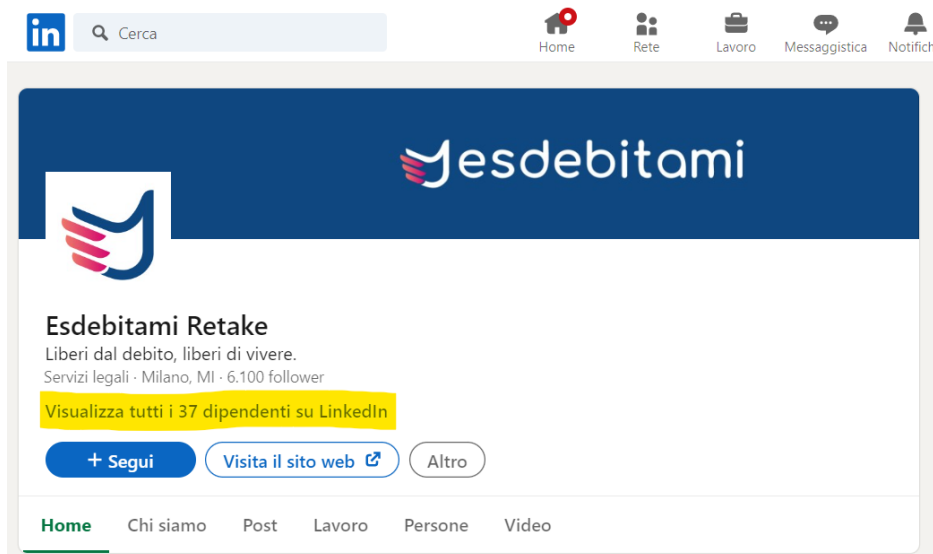 in
Cerca
Home
Rete
Lavoro
Messaggistica
Notifich
esdebitami
Esdebitami Retake
Liberi dal debito, liberi di vivere.
Servizi legali · Milano, MI · 6.100 follower
Visualizza tutti i 37 dipendenti su LinkedIn
+ Segui
Visita il sito web
Altro
Home
Chi siamo
Post
Lavoro
Persone
Video